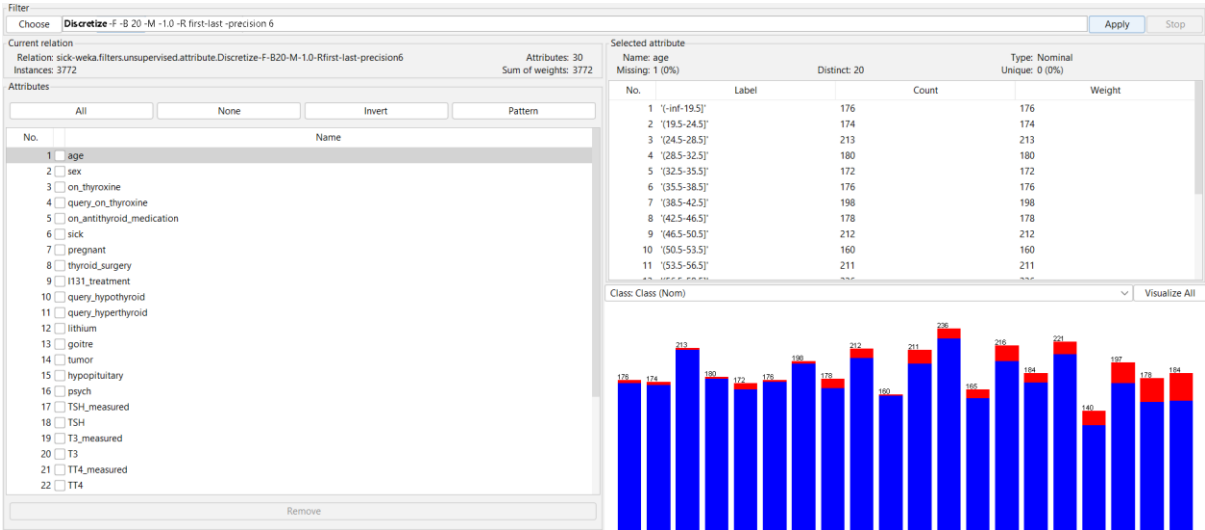 Filter
Choose Discretize -F -B 20 -M -1.0 -R first-last -precision 6 Apply Stop
Current relation
Relation: sick-weka.filters.unsupervised.attribute.Discretize-F-B20-M-1.0-Rfirst-last-precision6 Attributes: 30
Instances: 3772 Sum of weights: 3772
Attributes
All None Invert Pattern
No. Name
1 age
2 sex
3 on_thyroxine
4 query_on_thyroxine
5 on_antithyroid_medication
6 sick
7 pregnant
8 thyroid_surgery
9 I131_treatment
10 query_hypothyroid
11 query_hyperthyroid
12 lithium
13 goitre
14 tumor
15 hypopituitary
16 psych
17 TSH_measured
18 TSH
19 T3_measured
20 T3
21 TT4_measured
22 TT4
Remove
Selected attribute
Name: age Type: Nominal
Missing: 1 (0%) Distinct: 20 Unique: 0 (0%)
No. Label Count Weight
1 '(-inf-19.5]' 176 176
2 '(19.5-24.5]' 174 174
3 '(24.5-28.5]' 213 213
4 '(28.5-32.5]' 180 180
5 '(32.5-35.5]' 172 172
6 '(35.5-38.5]' 176 176
7 '(38.5-42.5]' 198 198
8 '(42.5-46.5]' 178 178
9 '(46.5-50.5]' 212 212
10 '(50.5-53.5]' 160 160
11 '(53.5-56.5]' 211 211
Class: Class (Nom) Visualize All
176 174 213 180 172 176 198 178 212 160 211 236 165 216 184 221 140 197 178 184